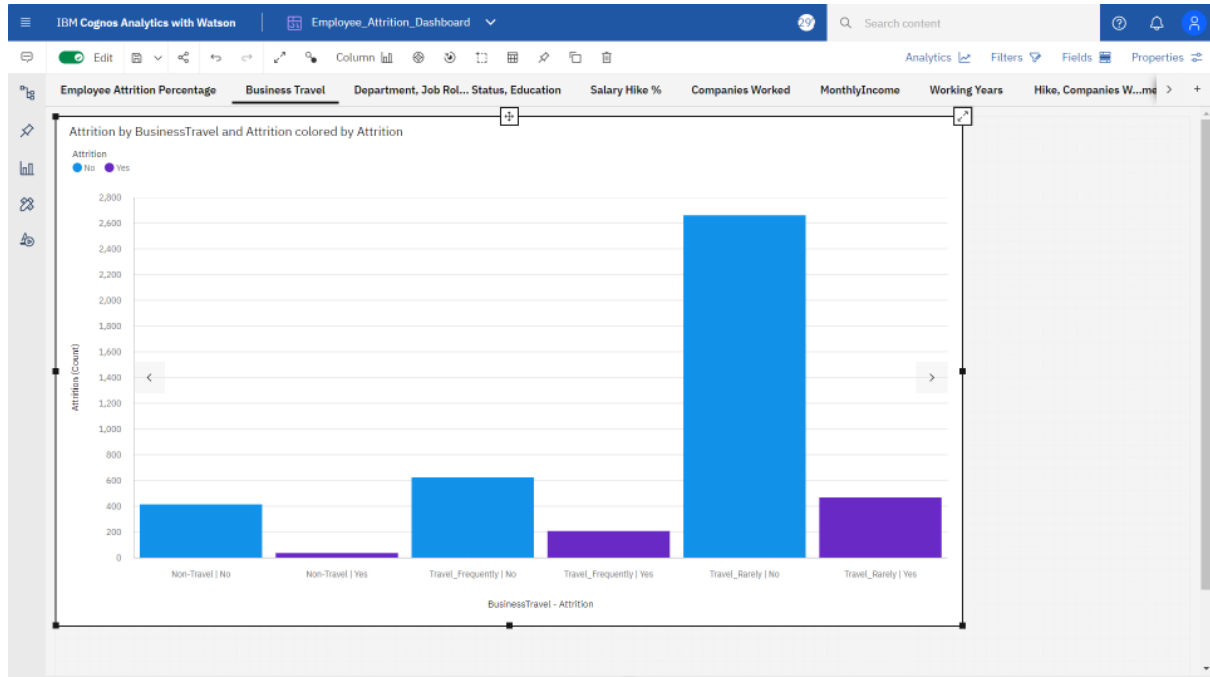 IBM Cognos Analytics with Watson Employee_Attrition_Dashboard 29 Search content
Edit Column Analytics Filters Fields Properties
Employee Attrition Percentage Business Travel Department, Job Rol... Status, Education Salary Hike % Companies Worked MonthlyIncome Working Years Hike, Companies W...me +
Attrition by BusinessTravel and Attrition colored by Attrition
Attrition
No Yes
2,800
2,600
2,400
2,200
2,000
1,800
1,600
1,400
1,200
1,000
800
600
400
200
0
Attrition (Count)
Non-Travel | No Non-Travel | Yes Travel_Frequently | No Travel_Frequently | Yes Travel_Rarely | No Travel_Rarely | Yes
BusinessTravel - Attrition